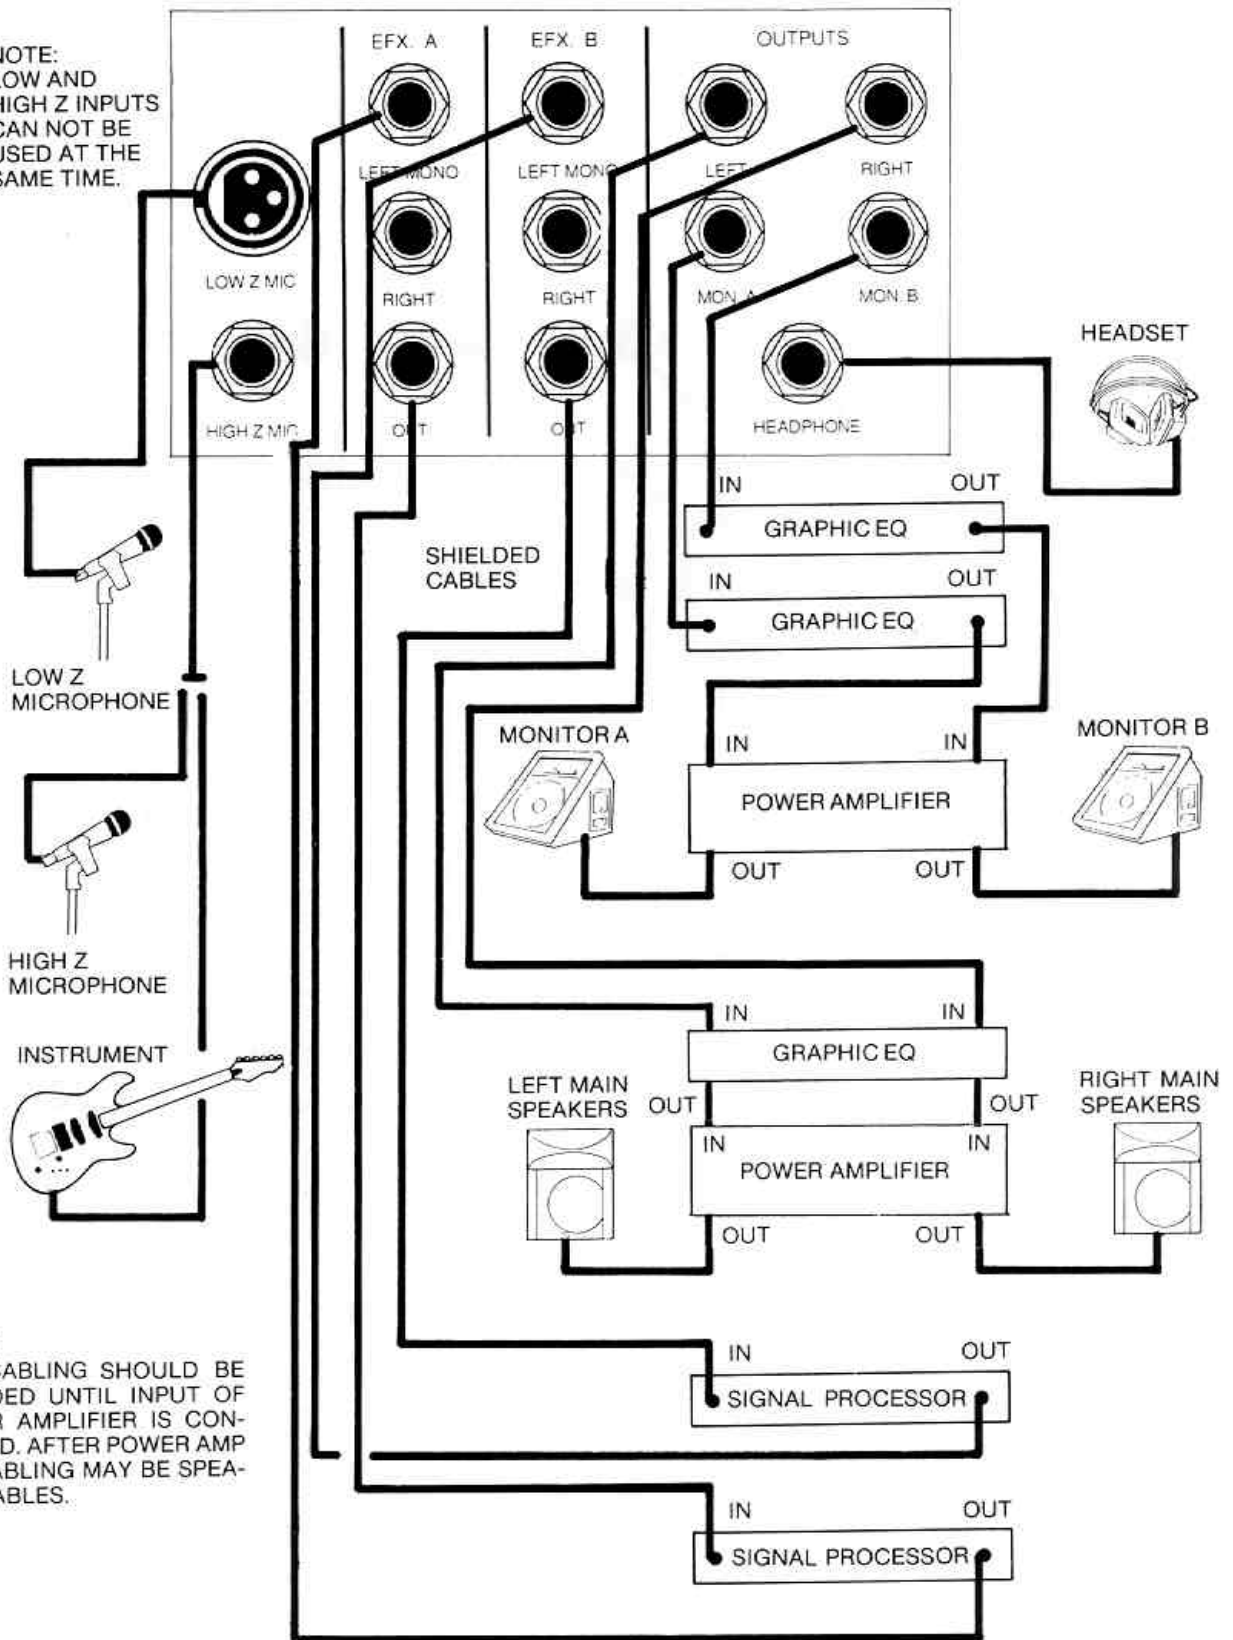 NOTE:
LOW AND
HIGH Z INPUTS
CAN NOT BE
USED AT THE
SAME TIME.
EFX. A
EFX. B
OUTPUTS
LEFT MONO
LEFT MONO
LEFT
RIGHT
LOW Z MIC
RIGHT
RIGHT
MON. A
MON. B
HIGH Z MIC
OUT
OUT
HEADPHONE
HEADSET
IN
OUT
GRAPHIC EQ
SHIELDED
CABLES
IN
OUT
GRAPHIC EQ
LOW Z
MICROPHONE
MONITOR A
IN
IN
MONITOR B
POWER AMPLIFIER
OUT
OUT
HIGH Z
MICROPHONE
IN
IN
GRAPHIC EQ
INSTRUMENT
LEFT MAIN
SPEAKERS
OUT
OUT
RIGHT MAIN
SPEAKERS
IN
IN
POWER AMPLIFIER
OUT
OUT
CABLING SHOULD BE
DED UNTIL INPUT OF
R AMPLIFIER IS CON-
D. AFTER POWER AMP
ABLING MAY BE SPEA-
ABLES.
IN
OUT
SIGNAL PROCESSOR
IN
OUT
SIGNAL PROCESSOR